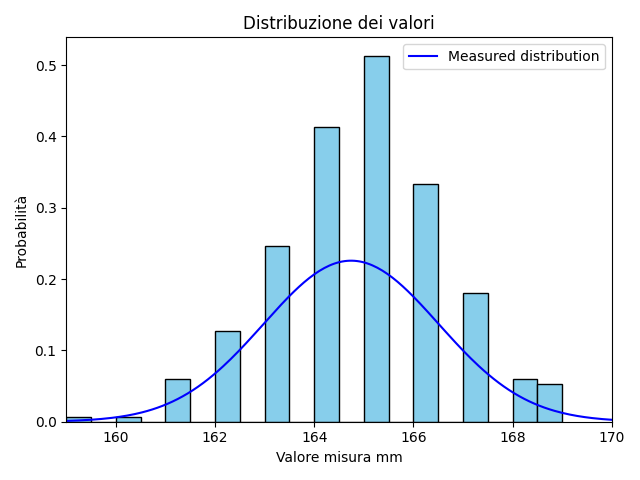 Distribuzione dei valori
Measured distribution
0.5
0.4
0.3
0.2
0.1
0.0
Probabilità
160 162 164 166 168 170
Valore misura mm